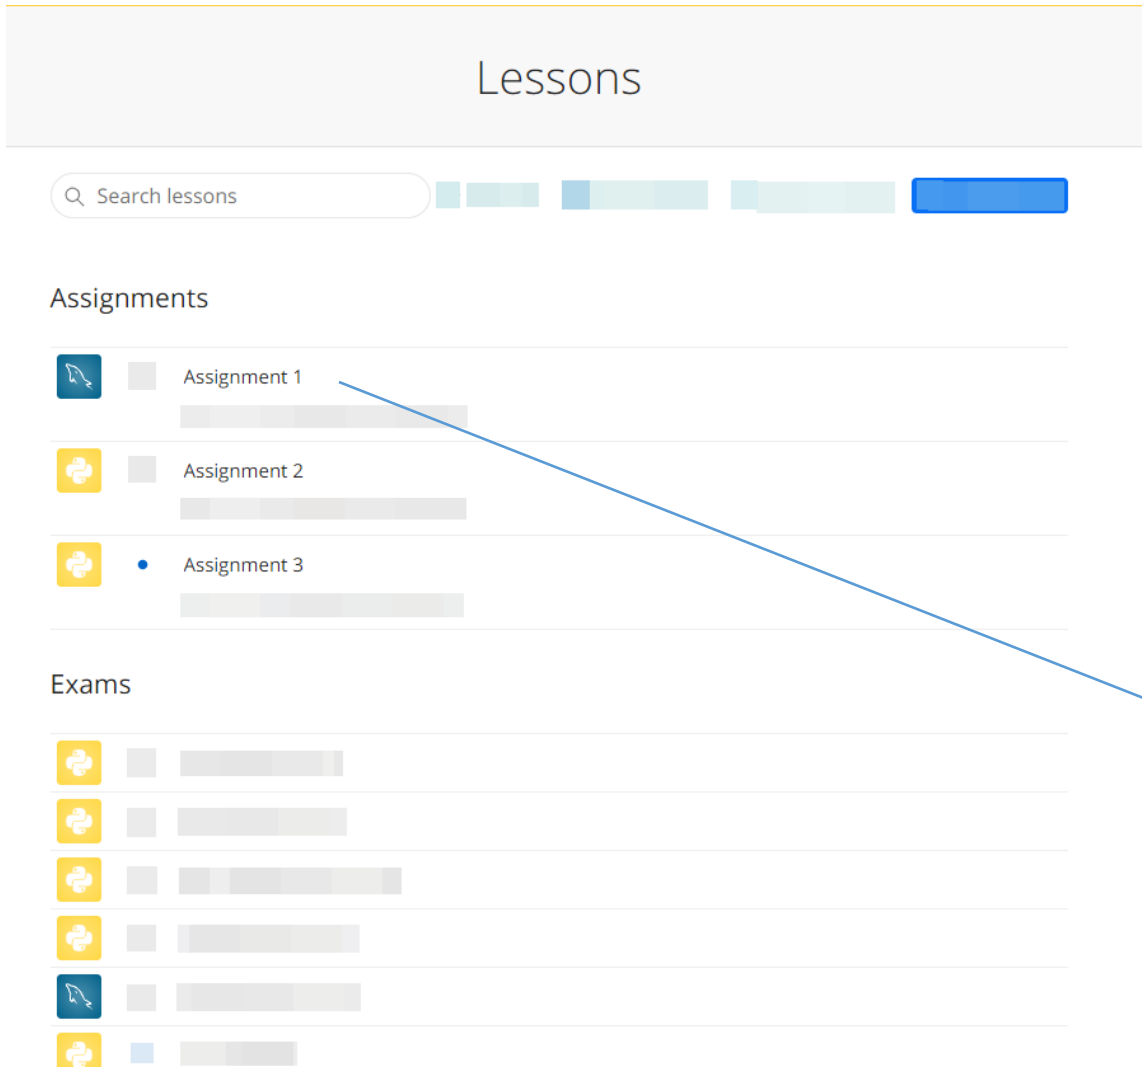 Lessons
Search lessons
Assignments
Assignment 1
Assignment 2
Assignment 3
Exams